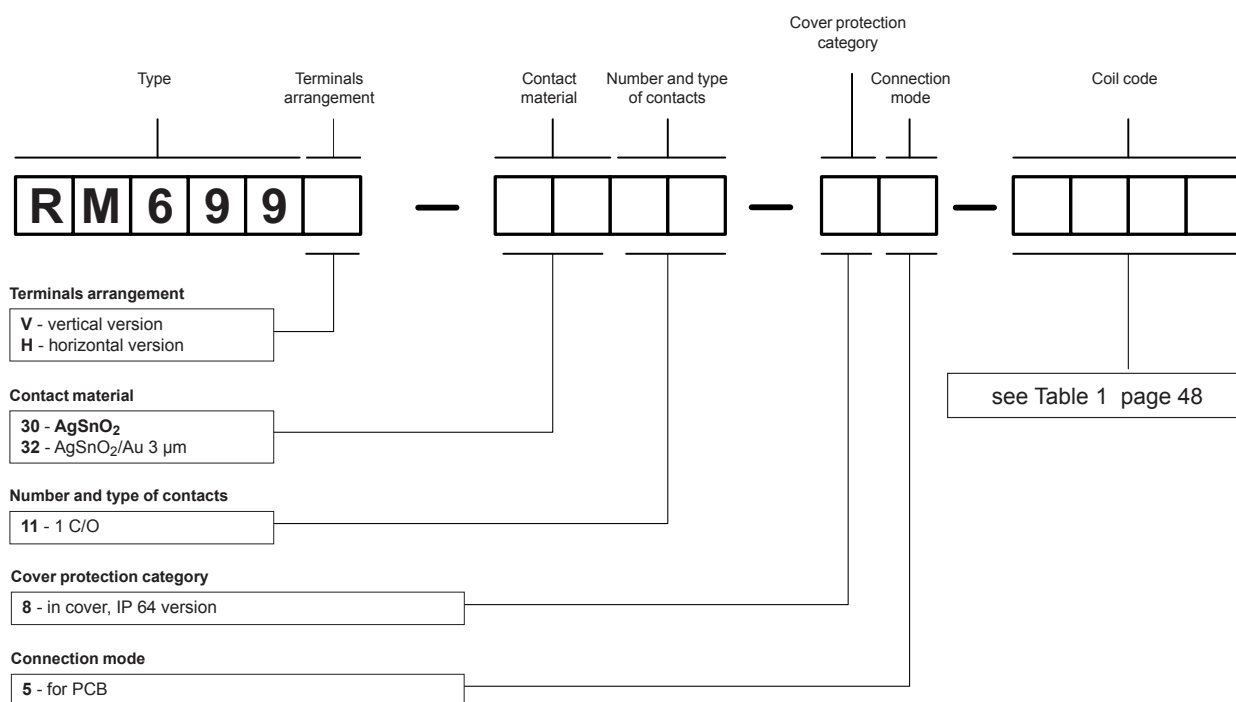 Cover protection
category
Type
Terminals
arrangement
Contact
material
Number and type
of contacts
Connection
mode
Coil code
RM699 — — —
Terminals arrangement
V - vertical version
H - horizontal version
Contact material
30 - AgSnO₂
32 - AgSnO₂/Au 3 µm
see Table 1 page 48
Number and type of contacts
11 - 1 C/O
Cover protection category
8 - in cover, IP 64 version
Connection mode
5 - for PCB